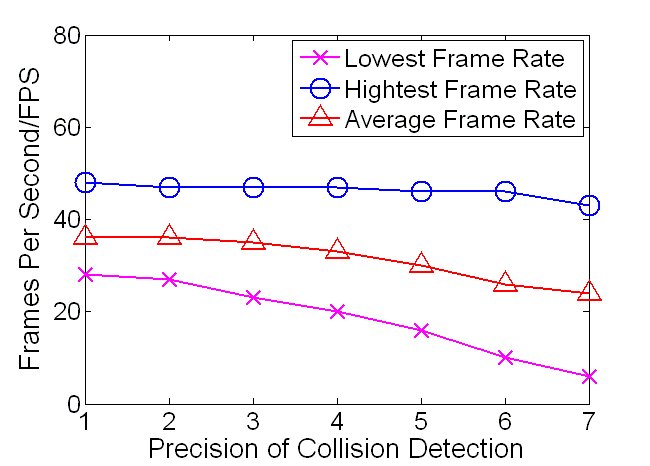 80
60
40
20
0
Frames Per Second/FPS
Lowest Frame Rate
Hightest Frame Rate
Average Frame Rate
1 2 3 4 5 6 7
Precision of Collision Detection